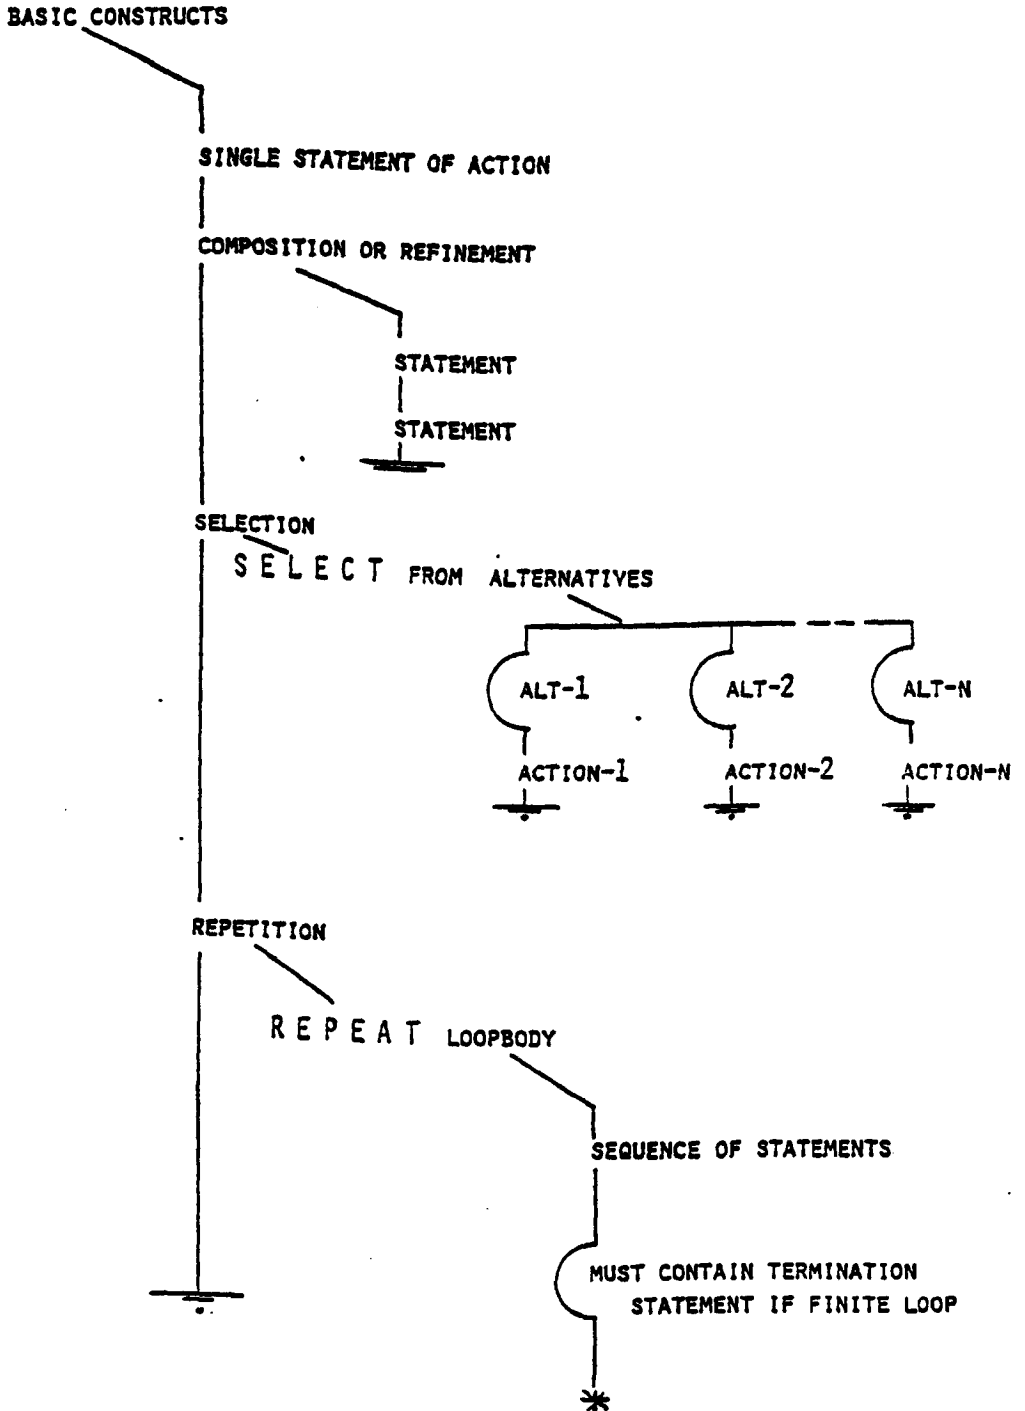 BASIC CONSTRUCTS
SINGLE STATEMENT OF ACTION
COMPOSITION OR REFINEMENT
STATEMENT
STATEMENT
SELECTION
SELECT FROM ALTERNATIVES
ALT-1 ALT-2 ALT-N
ACTION-1 ACTION-2 ACTION-N
REPETITION
REPEAT LOOPBODY
SEQUENCE OF STATEMENTS
MUST CONTAIN TERMINATION
STATEMENT IF FINITE LOOP